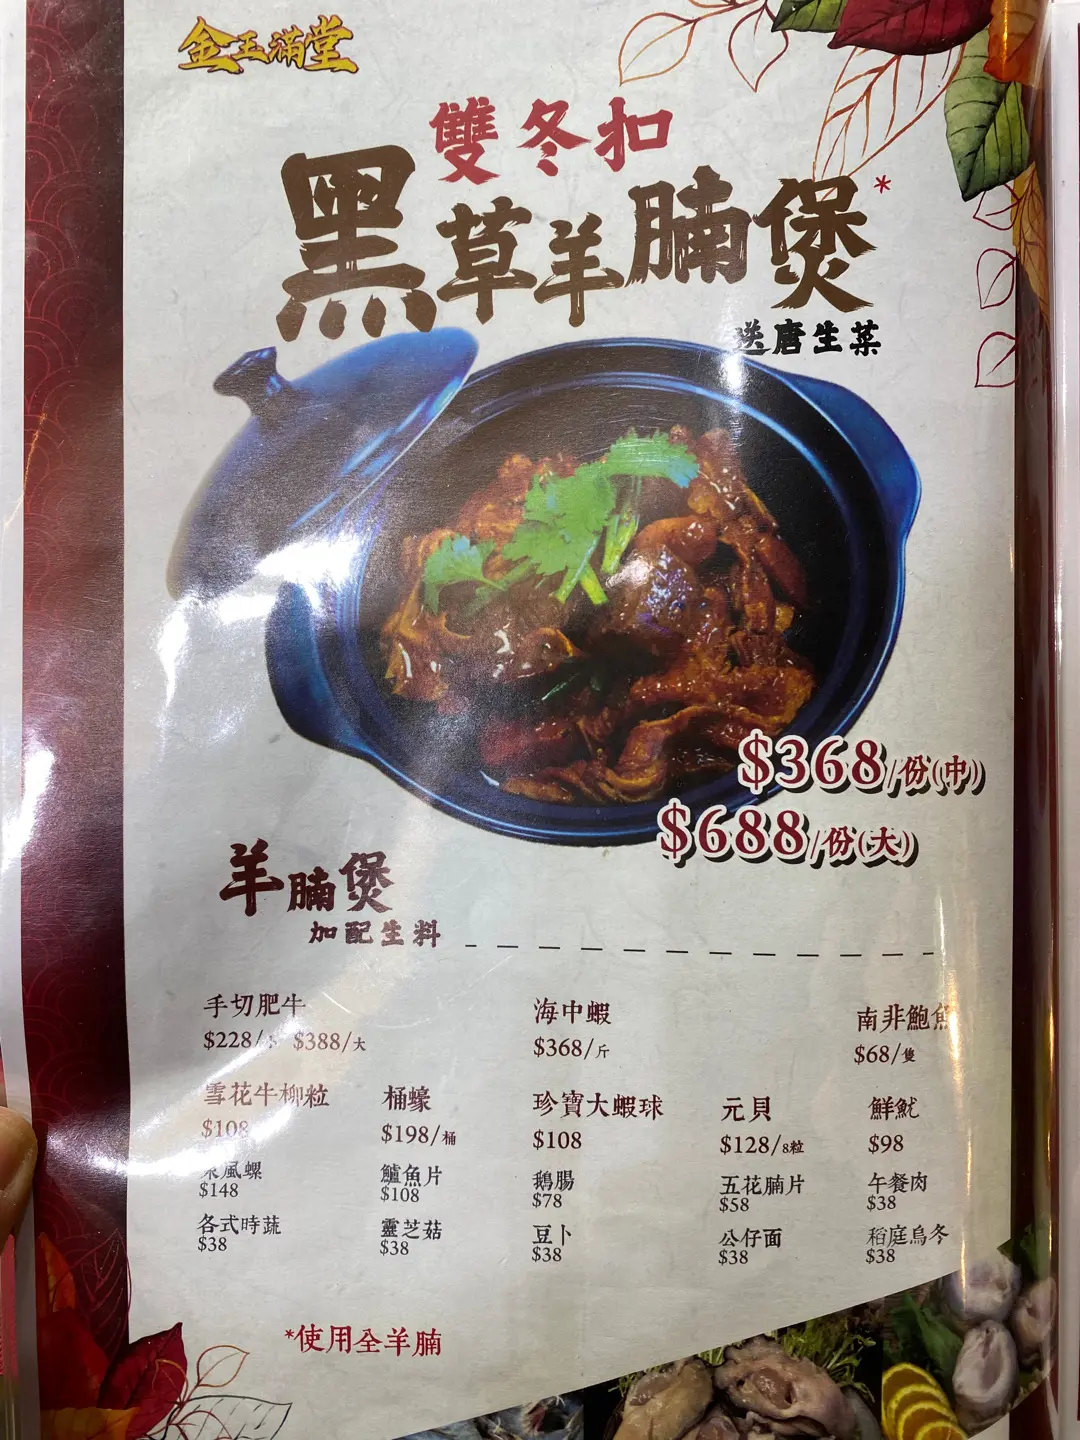 金玉滿堂
雙冬扣
黑草羊腩煲*
送唐生菜
$368/份(中)
$688/份(大)
羊腩煲
加配生料
手切肥牛 海中蝦 南非鮑魚
$228/ $388/大 $368/斤 $68/隻
雪花牛柳粒 桶蠔 珍寶大蝦球 元貝 鮮魷
$108 $198/桶 $108 $128/8粒 $98
風螺 鱸魚片 鵝腸 五花腩片 午餐肉
$148 $108 $78 $58 $38
各式時蔬 靈芝菇 豆卜 公仔面 稻庭烏冬
$38 $38 $38 $38 $38
*使用全羊腩